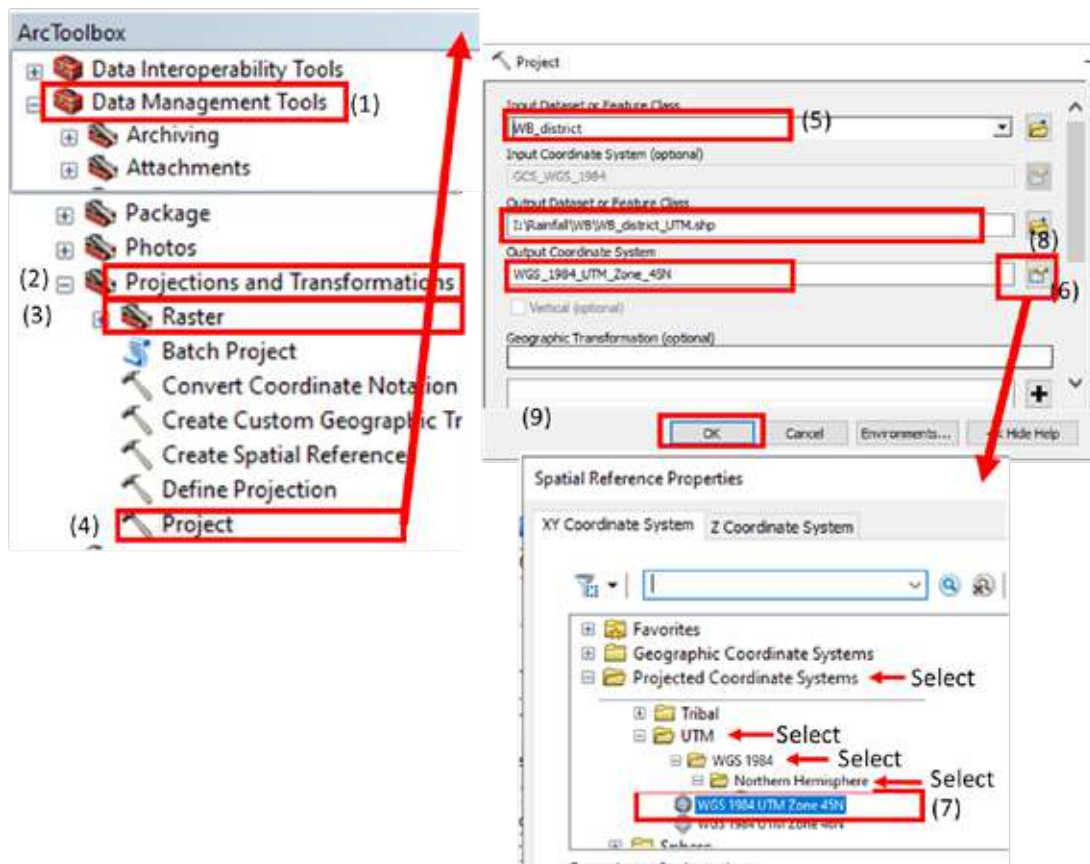 ArcToolbox
Data Interoperability Tools
Data Management Tools (1)
Archiving
Attachments
Package
Photos
(2) Projections and Transformations
(3) Raster
Batch Project
Convert Coordinate Notation
Create Custom Geographic Tr
Create Spatial Reference
Define Projection
(4) Project
Project
Input Dataset or Feature Class
WB_district (5)
Input Coordinate System (optional)
GCS_WGS_1984
Output Dataset or Feature Class
I:\Rainfall\WB\WB_district_UTM.shp
(8)
Output Coordinate System
WGS_1984_UTM_Zone_45N
(6)
Vertical (optional)
Geographic Transformation (optional)
(9)
OK Cancel Environments... << Hide Help
Spatial Reference Properties
XY Coordinate System Z Coordinate System
Favorites
Geographic Coordinate Systems
Projected Coordinate Systems Select
Tribal
UTM Select
WGS 1984 Select
Northern Hemisphere Select
WGS 1984 UTM Zone 45N (7)
WGS 1984 UTM Zone 46N